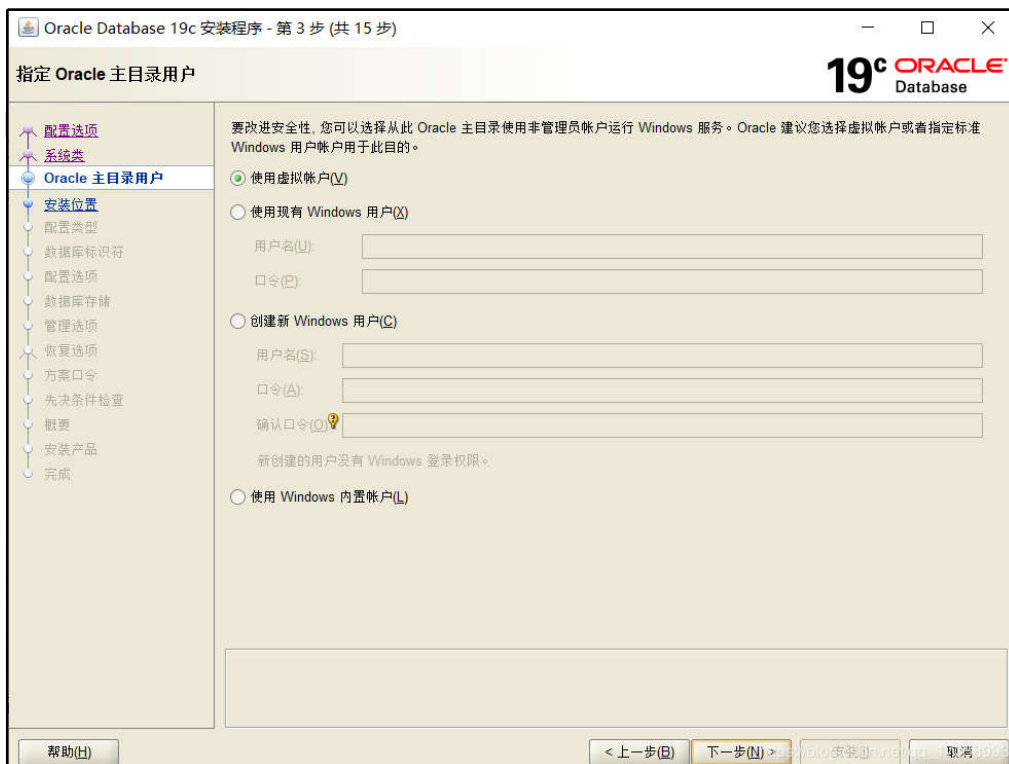 Oracle Database 19c 安装程序 - 第 3 步 (共 15 步)
指定 Oracle 主目录用户
19c ORACLE
Database
配置选项
系统类
Oracle 主目录用户
安装位置
配置类型
数据库标识符
配置选项
数据库存储
管理选项
恢复选项
方案口令
先决条件检查
概要
安装产品
完成
要改进安全性, 您可以选择从此 Oracle 主目录使用非管理员帐户运行 Windows 服务。Oracle 建议您选择虚拟帐户或者指定标准
Windows 用户帐户用于此目的。
使用虚拟帐户(V)
使用现有 Windows 用户(X)
用户名(U):
口令(P):
创建新 Windows 用户(C)
用户名(S):
口令(A):
确认口令(O)
新创建的用户没有 Windows 登录权限。
使用 Windows 内置帐户(L)
帮助(H)
< 上一步(B)
下一步(N) >
安装(I)
取消